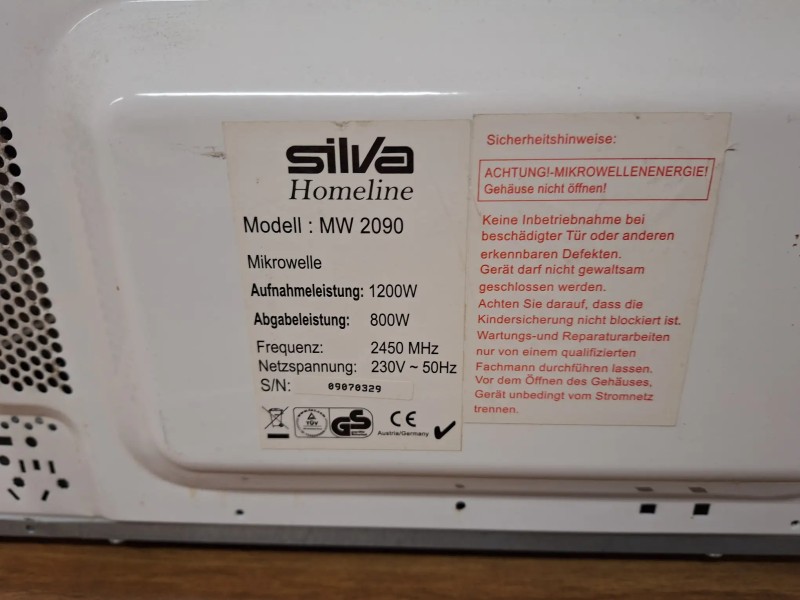 silva
Homeline
Modell : MW 2090
Mikrowelle
Aufnahmeleistung: 1200W
Abgabeleistung: 800W
Frequenz: 2450 MHz
Netzspannung: 230V ~ 50Hz
S/N: 09070329
TÜV GS CE
Austria/Germany
Sicherheitshinweise:
ACHTUNG!-MIKROWELLENENERGIE!
Gehäuse nicht öffnen!
Keine Inbetriebnahme bei
beschädigter Tür oder anderen
erkennbaren Defekten.
Gerät darf nicht gewaltsam
geschlossen werden.
Achten Sie darauf, dass die
Kindersicherung nicht blockiert ist.
Wartungs-und Reparaturarbeiten
nur von einem qualifizierten
Fachmann durchführen lassen.
Vor dem Öffnen des Gehäuses,
Gerät unbedingt vom Stromnetz
trennen.